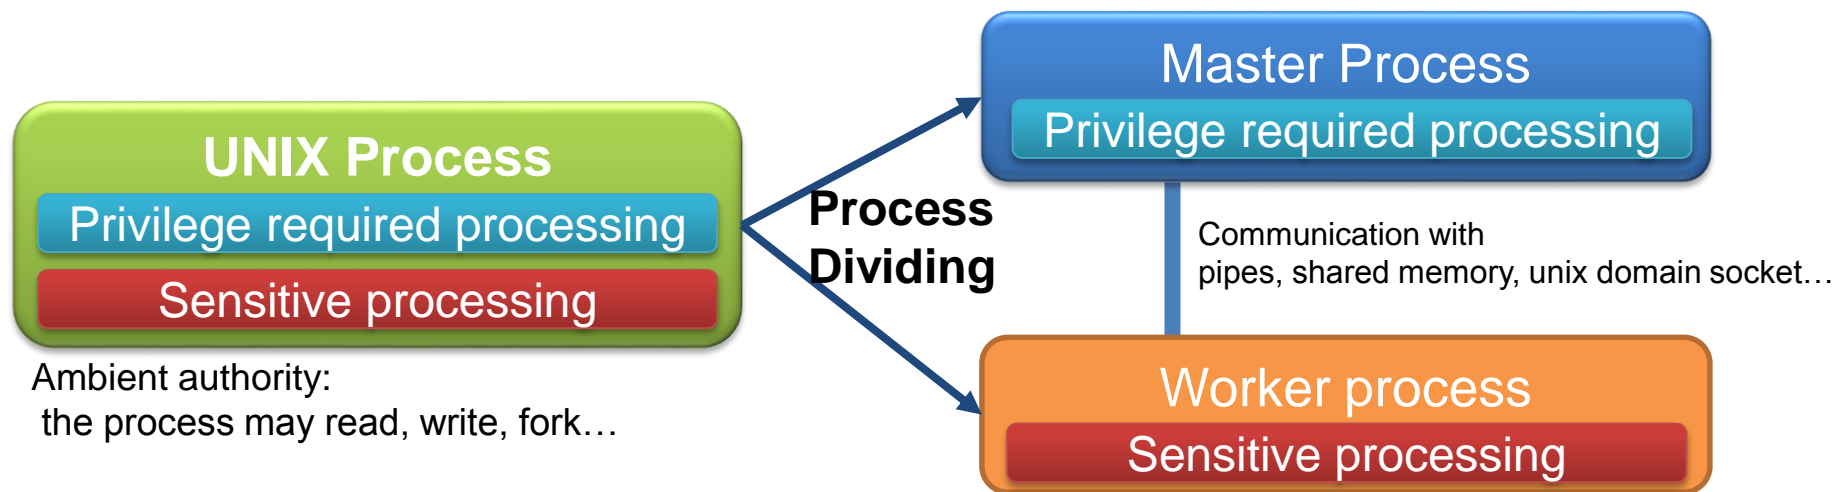 UNIX Process
Privilege required processing
Sensitive processing
Ambient authority:
the process may read, write, fork…
Process
Dividing
Master Process
Privilege required processing
Communication with
pipes, shared memory, unix domain socket…
Worker process
Sensitive processing